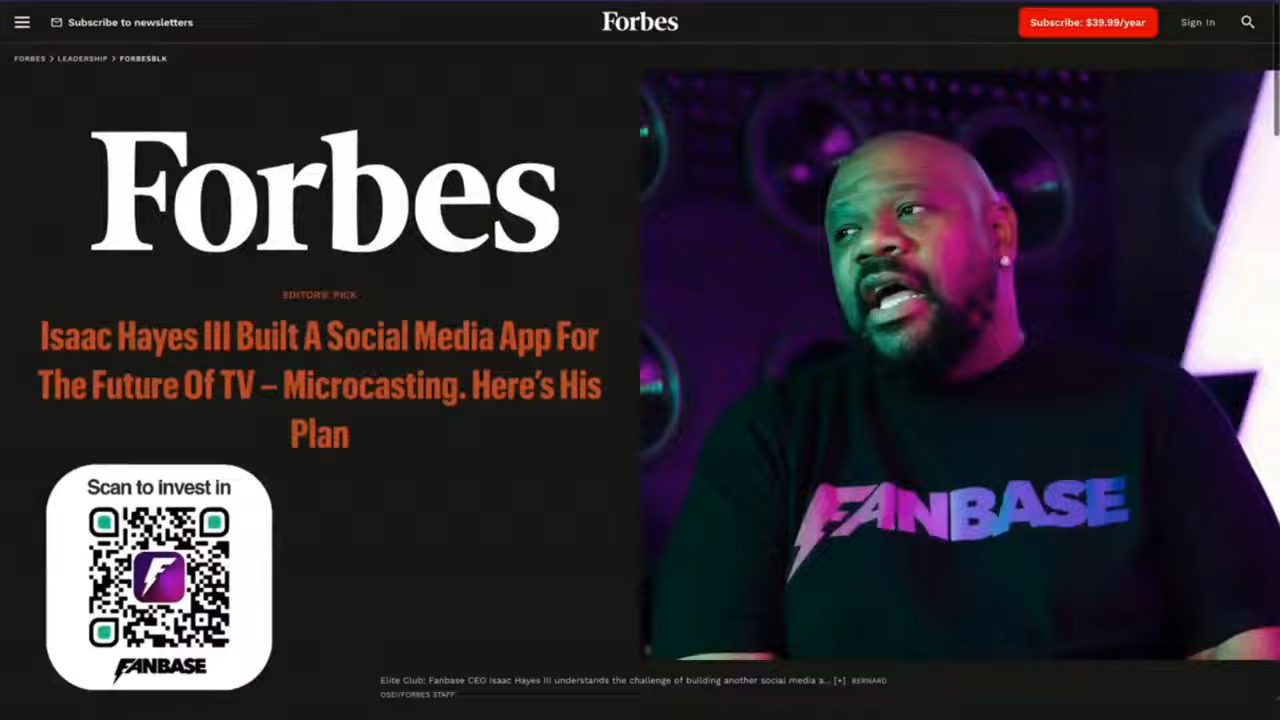 Subscribe to newsletters
Forbes
Subscribe: $39.99/year
Sign In
FORBES > LEADERSHIP > FORBESBLK
Forbes
EDITORS' PICK
Isaac Hayes III Built A Social Media App For
The Future Of TV – Microcasting. Here's His
Plan
Scan to invest in
FANBASE
FANBASE
Elite Club: Fanbase CEO Isaac Hayes III understands the challenge of building another social media a... [+] BERNARD
OSEI/FORBES STAFF